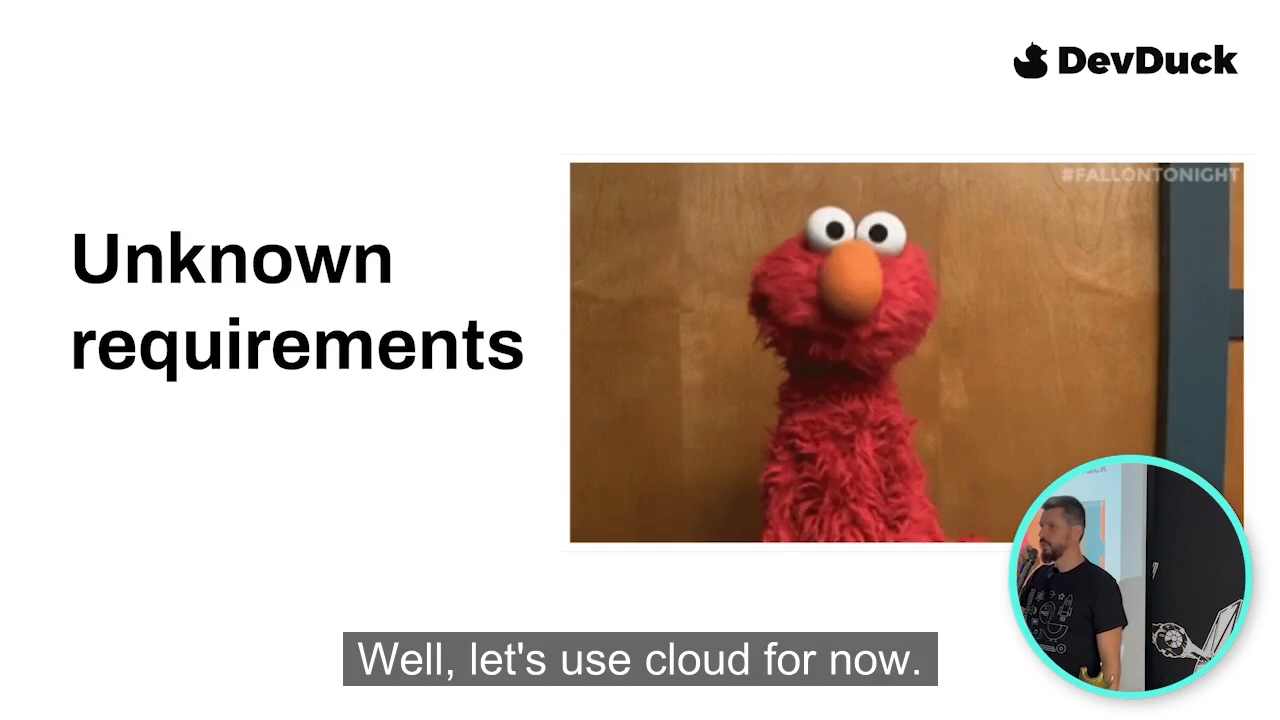 DevDuck
#FALLONTONIGHT
Unknown
requirements
Well, let's use cloud for now.